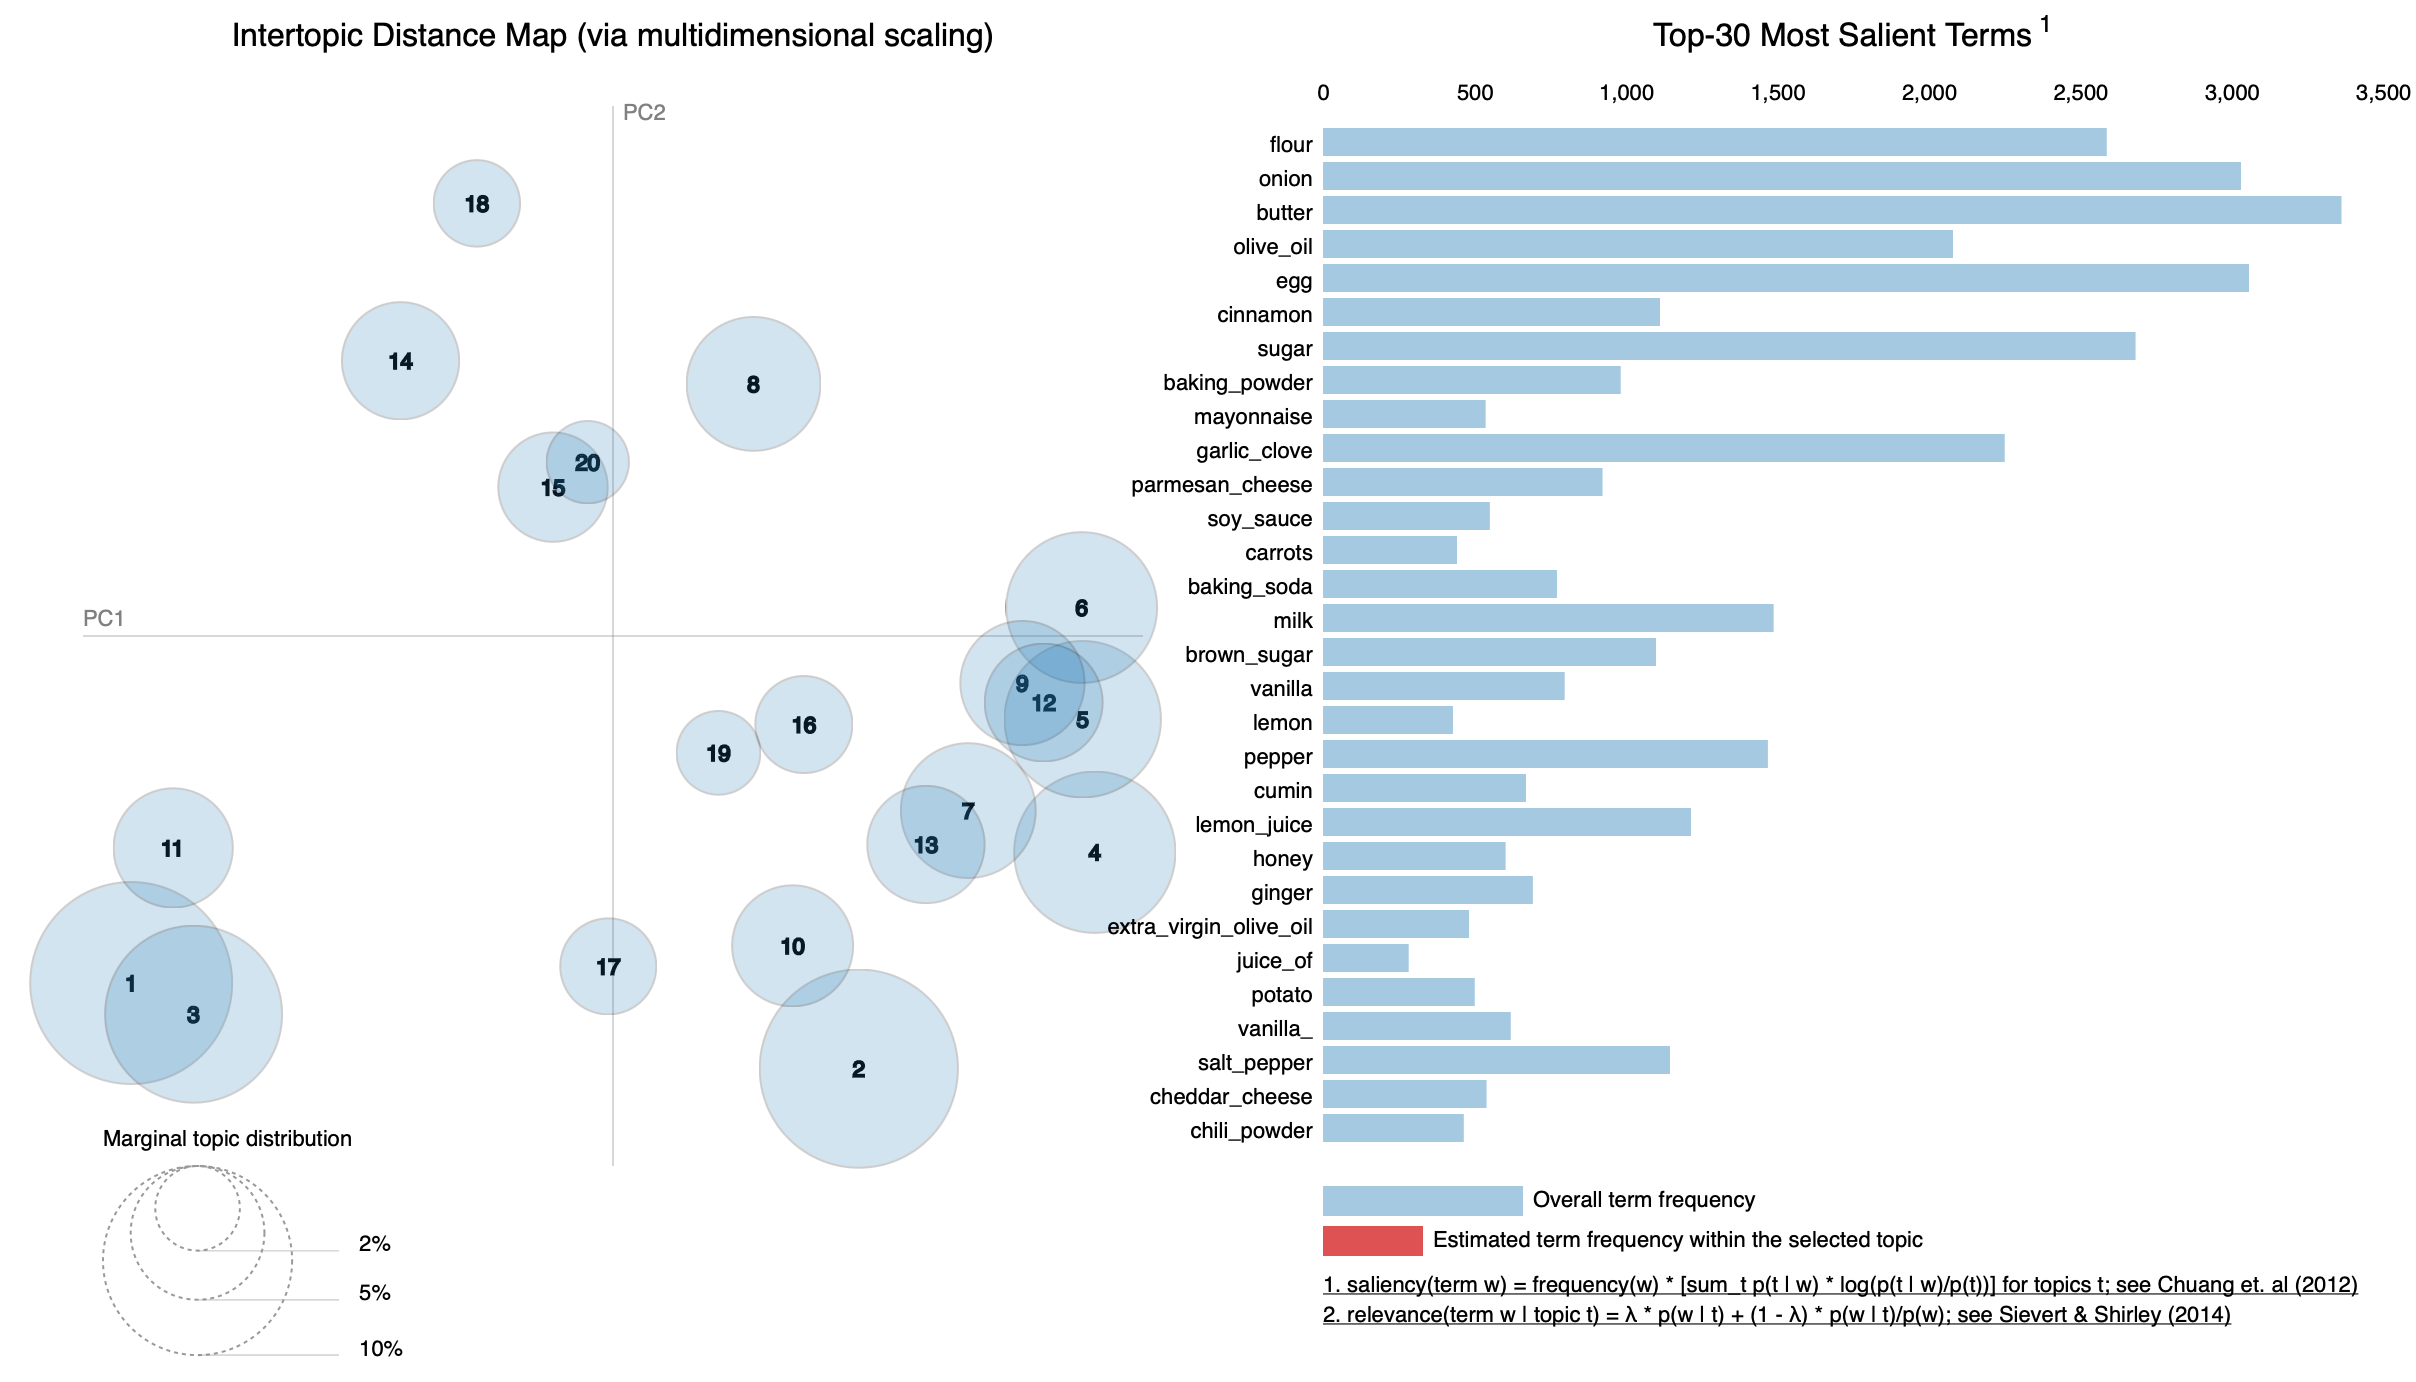 Intertopic Distance Map (via multidimensional scaling)
PC2
PC1
18
14
8
20
15
6
9
12
5
16
19
7
13
4
11
1
3
17
10
2
Marginal topic distribution
2%
5%
10%
Top-30 Most Salient Terms 1
0 500 1,000 1,500 2,000 2,500 3,000 3,500
flour
onion
butter
olive_oil
egg
cinnamon
sugar
baking_powder
mayonnaise
garlic_clove
parmesan_cheese
soy_sauce
carrots
baking_soda
milk
brown_sugar
vanilla
lemon
pepper
cumin
lemon_juice
honey
ginger
extra_virgin_olive_oil
juice_of
potato
vanilla_
salt_pepper
cheddar_cheese
chili_powder
Overall term frequency
Estimated term frequency within the selected topic
1. saliency(term w) = frequency(w) * [sum_t p(t | w) * log(p(t | w)/p(t))] for topics t; see Chuang et. al (2012)
2. relevance(term w | topic t) = λ * p(w | t) + (1 - λ) * p(w | t)/p(w); see Sievert & Shirley (2014)